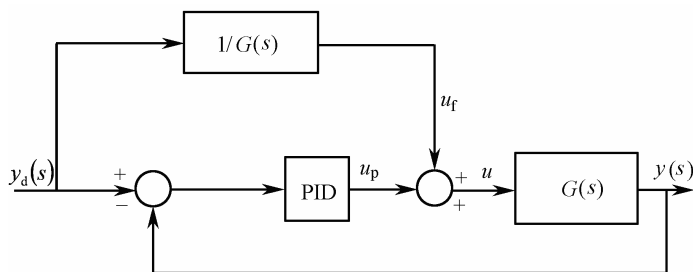 1/G(s)
u_f
y_d(s)
+
−
PID
u_p
+
+
u
G(s)
y(s)